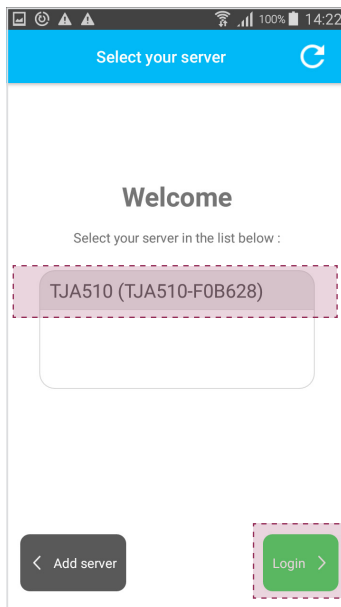 100% 14:22
Select your server
Welcome
Select your server in the list below :
TJA510 (TJA510-F0B628)
Add server
Login